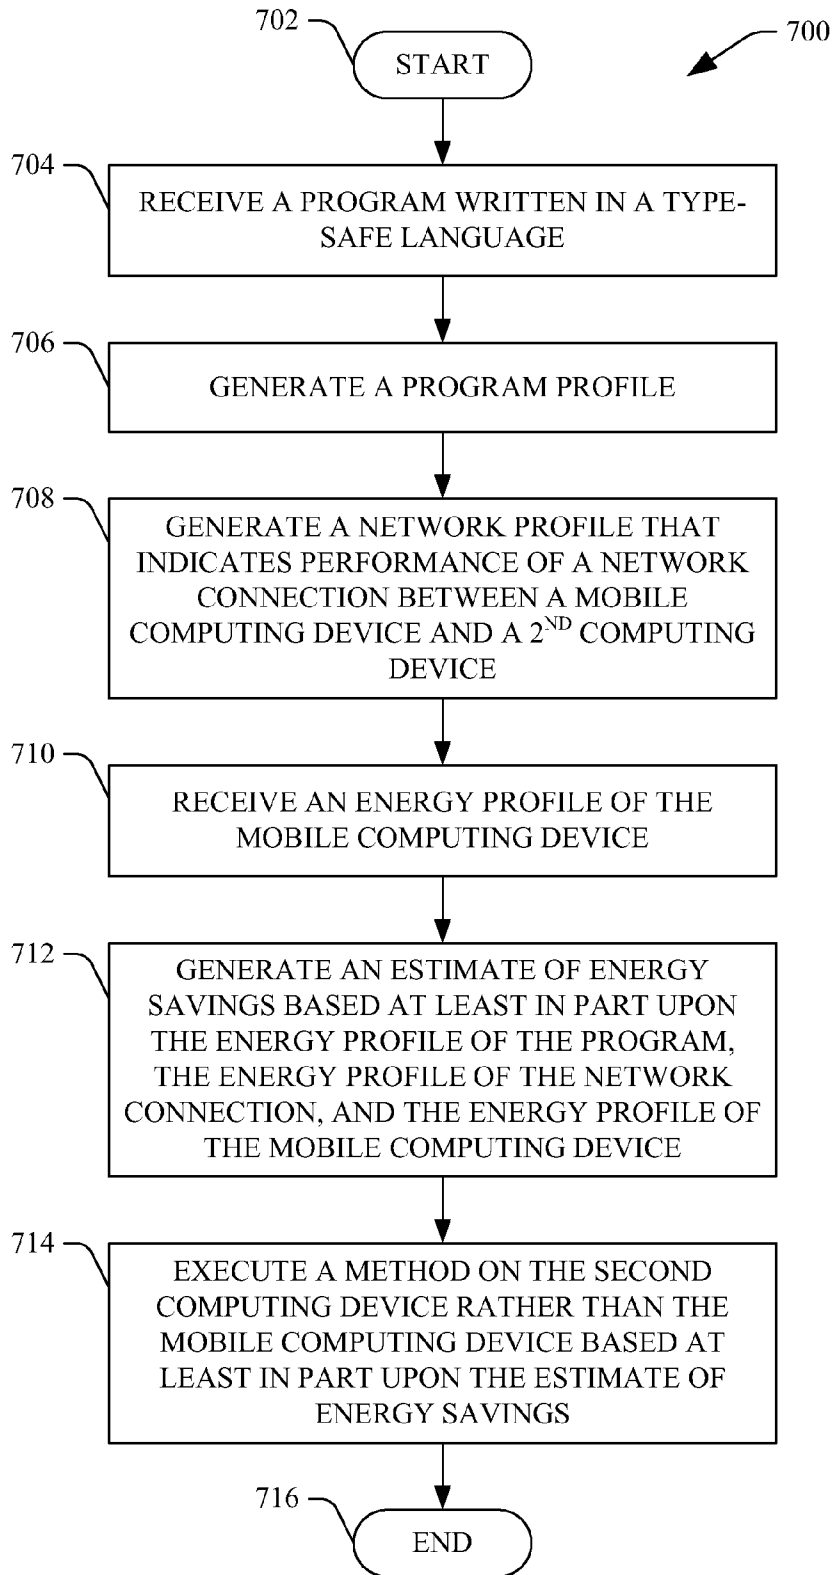 702
700
START
704
RECEIVE A PROGRAM WRITTEN IN A TYPE-
SAFE LANGUAGE
706
GENERATE A PROGRAM PROFILE
708
GENERATE A NETWORK PROFILE THAT
INDICATES PERFORMANCE OF A NETWORK
CONNECTION BETWEEN A MOBILE
COMPUTING DEVICE AND A 2ND COMPUTING
DEVICE
710
RECEIVE AN ENERGY PROFILE OF THE
MOBILE COMPUTING DEVICE
712
GENERATE AN ESTIMATE OF ENERGY
SAVINGS BASED AT LEAST IN PART UPON
THE ENERGY PROFILE OF THE PROGRAM,
THE ENERGY PROFILE OF THE NETWORK
CONNECTION, AND THE ENERGY PROFILE OF
THE MOBILE COMPUTING DEVICE
714
EXECUTE A METHOD ON THE SECOND
COMPUTING DEVICE RATHER THAN THE
MOBILE COMPUTING DEVICE BASED AT
LEAST IN PART UPON THE ESTIMATE OF
ENERGY SAVINGS
716
END